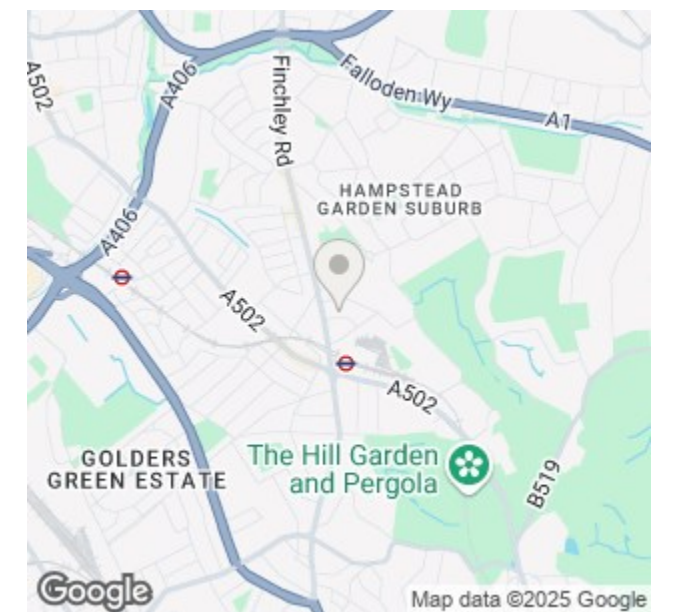 A502
A406
Finchley Rd
Falloden Wy
A1
HAMPSTEAD
GARDEN SUBURB
A406
A502
A502
GOLDERS
GREEN ESTATE
The Hill Garden
and Pergola
B519
Google
Map data ©2025 Google